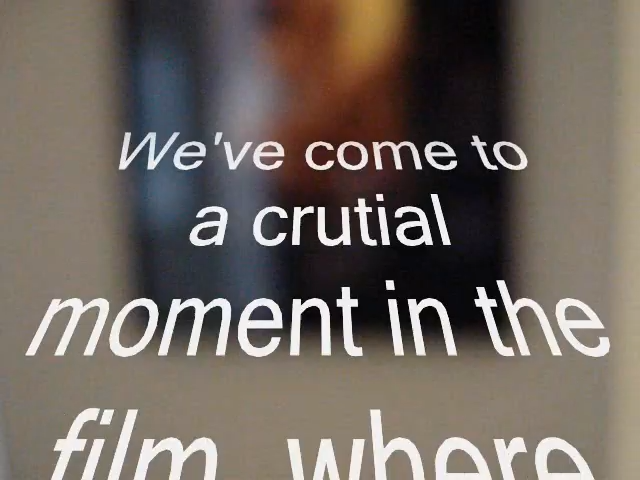 We've come to
a crutial
moment in the
film, where